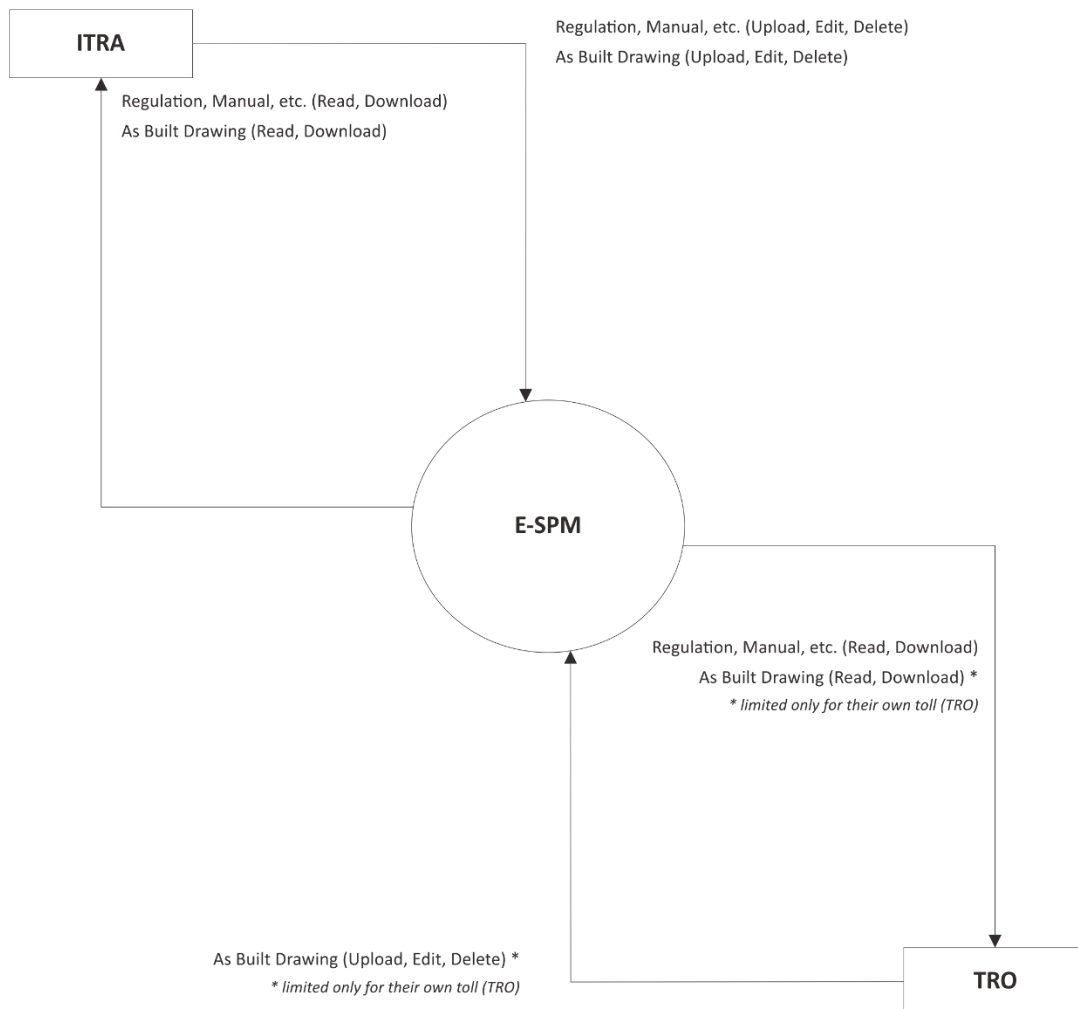 ITRA
Regulation, Manual, etc. (Upload, Edit, Delete)
As Built Drawing (Upload, Edit, Delete)
Regulation, Manual, etc. (Read, Download)
As Built Drawing (Read, Download)
E-SPM
Regulation, Manual, etc. (Read, Download)
As Built Drawing (Read, Download) *
* limited only for their own toll (TRO)
As Built Drawing (Upload, Edit, Delete) *
* limited only for their own toll (TRO)
TRO